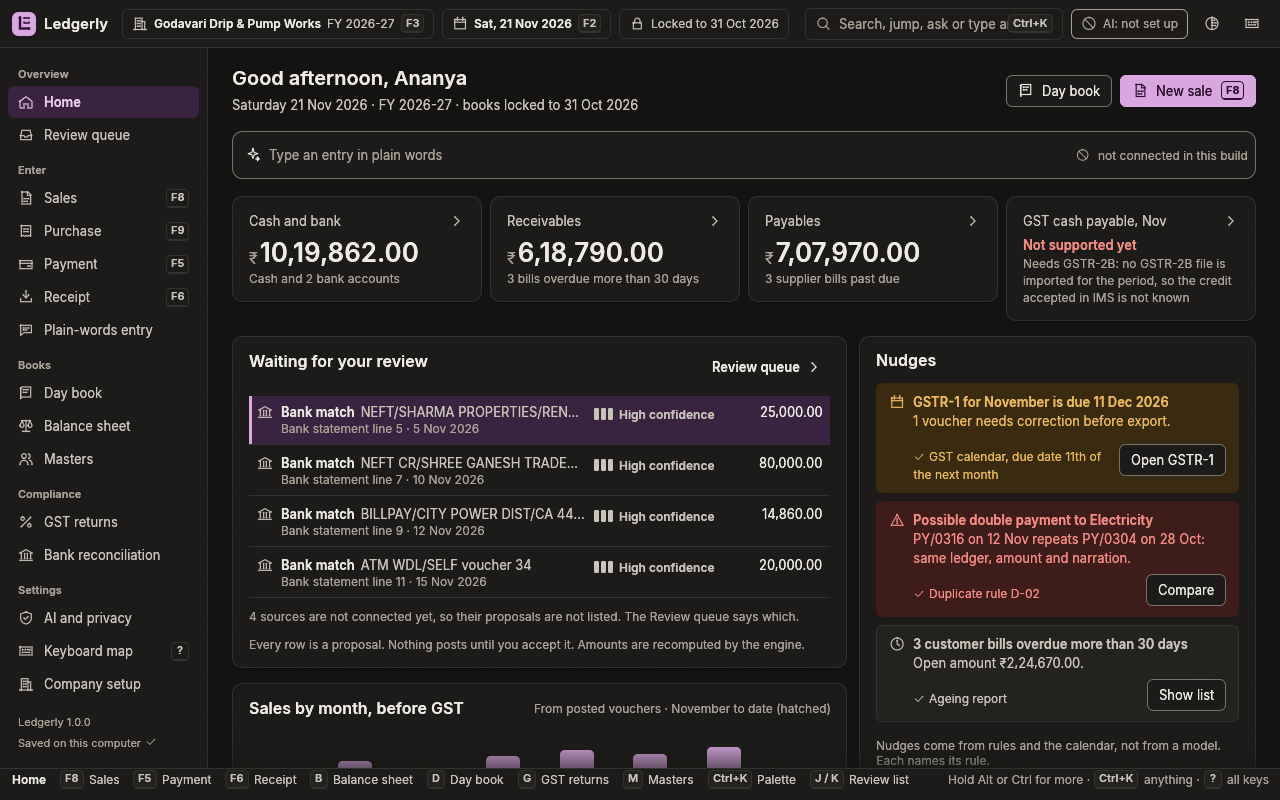 Ledgerly
Godavari Drip & Pump Works FY 2026-27 F3
Sat, 21 Nov 2026 F2
Locked to 31 Oct 2026
Search, jump, ask or type a Ctrl+K
AI: not set up
Overview
Home
Review queue
Enter
Sales F8
Purchase F9
Payment F5
Receipt F6
Plain-words entry
Books
Day book
Balance sheet
Masters
Compliance
GST returns
Bank reconciliation
Settings
AI and privacy
Keyboard map ?
Company setup
Ledgerly 1.0.0
Saved on this computer
Good afternoon, Ananya
Saturday 21 Nov 2026 · FY 2026-27 · books locked to 31 Oct 2026
Day book
New sale F8
Type an entry in plain words
not connected in this build
Cash and bank
₹10,19,862.00
Cash and 2 bank accounts
Receivables
₹6,18,790.00
3 bills overdue more than 30 days
Payables
₹7,07,970.00
3 supplier bills past due
GST cash payable, Nov
Not supported yet
Needs GSTR-2B: no GSTR-2B file is
imported for the period, so the credit
accepted in IMS is not known
Waiting for your review
Review queue
Bank match NEFT/SHARMA PROPERTIES/REN... High confidence 25,000.00
Bank statement line 5 · 5 Nov 2026
Bank match NEFT CR/SHREE GANESH TRADE... High confidence 80,000.00
Bank statement line 7 · 10 Nov 2026
Bank match BILLPAY/CITY POWER DIST/CA 44... High confidence 14,860.00
Bank statement line 9 · 12 Nov 2026
Bank match ATM WDL/SELF voucher 34 High confidence 20,000.00
Bank statement line 11 · 15 Nov 2026
4 sources are not connected yet, so their proposals are not listed. The Review queue says which.
Every row is a proposal. Nothing posts until you accept it. Amounts are recomputed by the engine.
Sales by month, before GST
From posted vouchers · November to date (hatched)
Nudges
GSTR-1 for November is due 11 Dec 2026
1 voucher needs correction before export.
GST calendar, due date 11th of
the next month
Open GSTR-1
Possible double payment to Electricity
PY/0316 on 12 Nov repeats PY/0304 on 28 Oct:
same ledger, amount and narration.
Duplicate rule D-02
Compare
3 customer bills overdue more than 30 days
Open amount ₹2,24,670.00.
Ageing report
Show list
Nudges come from rules and the calendar, not from a model.
Each names its rule.
Home F8 Sales F5 Payment F6 Receipt B Balance sheet D Day book G GST returns M Masters Ctrl+K Palette J / K Review list Hold Alt or Ctrl for more · Ctrl+K anything · ? all keys